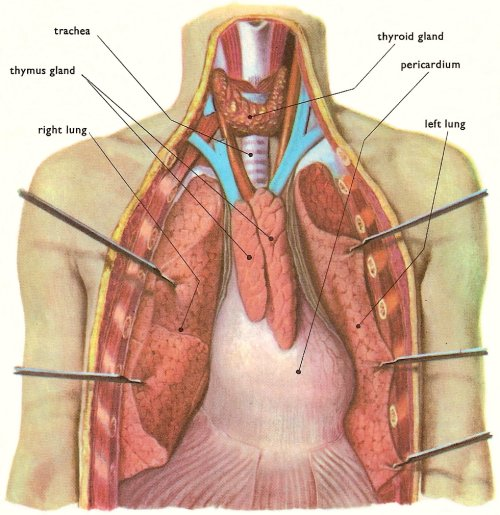 trachea
thyroid gland
thymus gland
pericardium
right lung
left lung